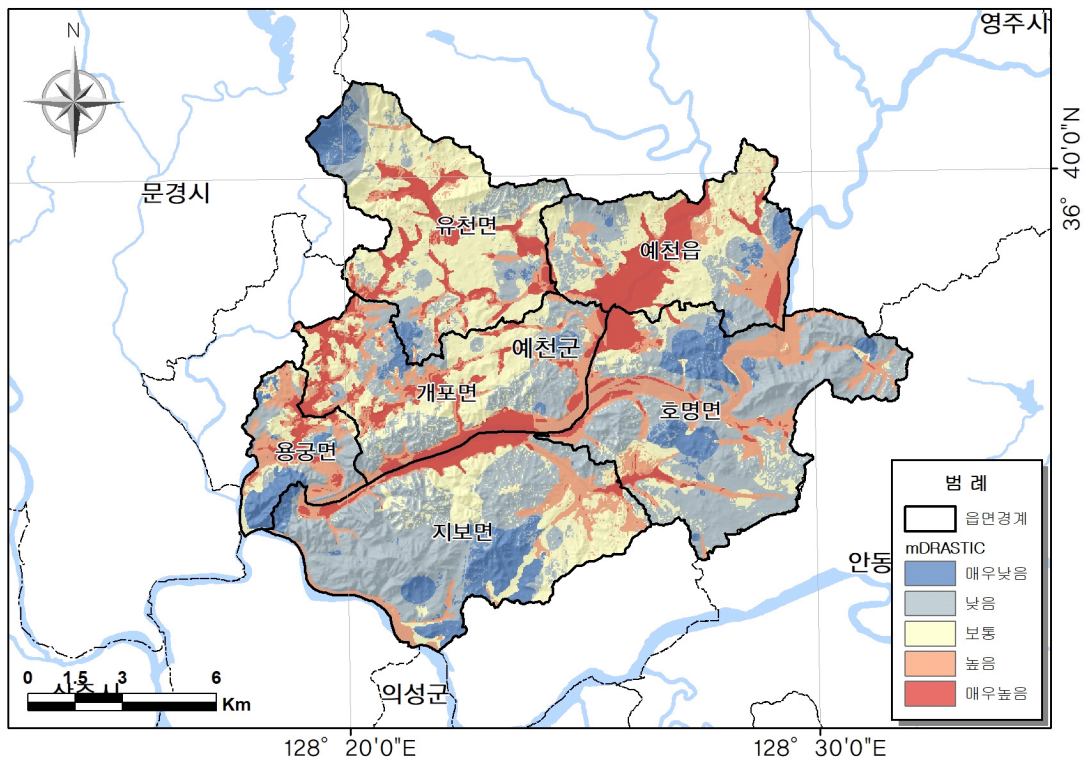 영주시
N
40'0"N
36°
문경시
유천면
예천읍
예천군
개포면
호명면
용궁면
지보면
안동
의성군
범 례
읍면경계
mDRASTIC
매우낮음
낮음
보통
높음
매우높음
0 1.5 3 6
Km
128° 20'0"E
128° 30'0"E